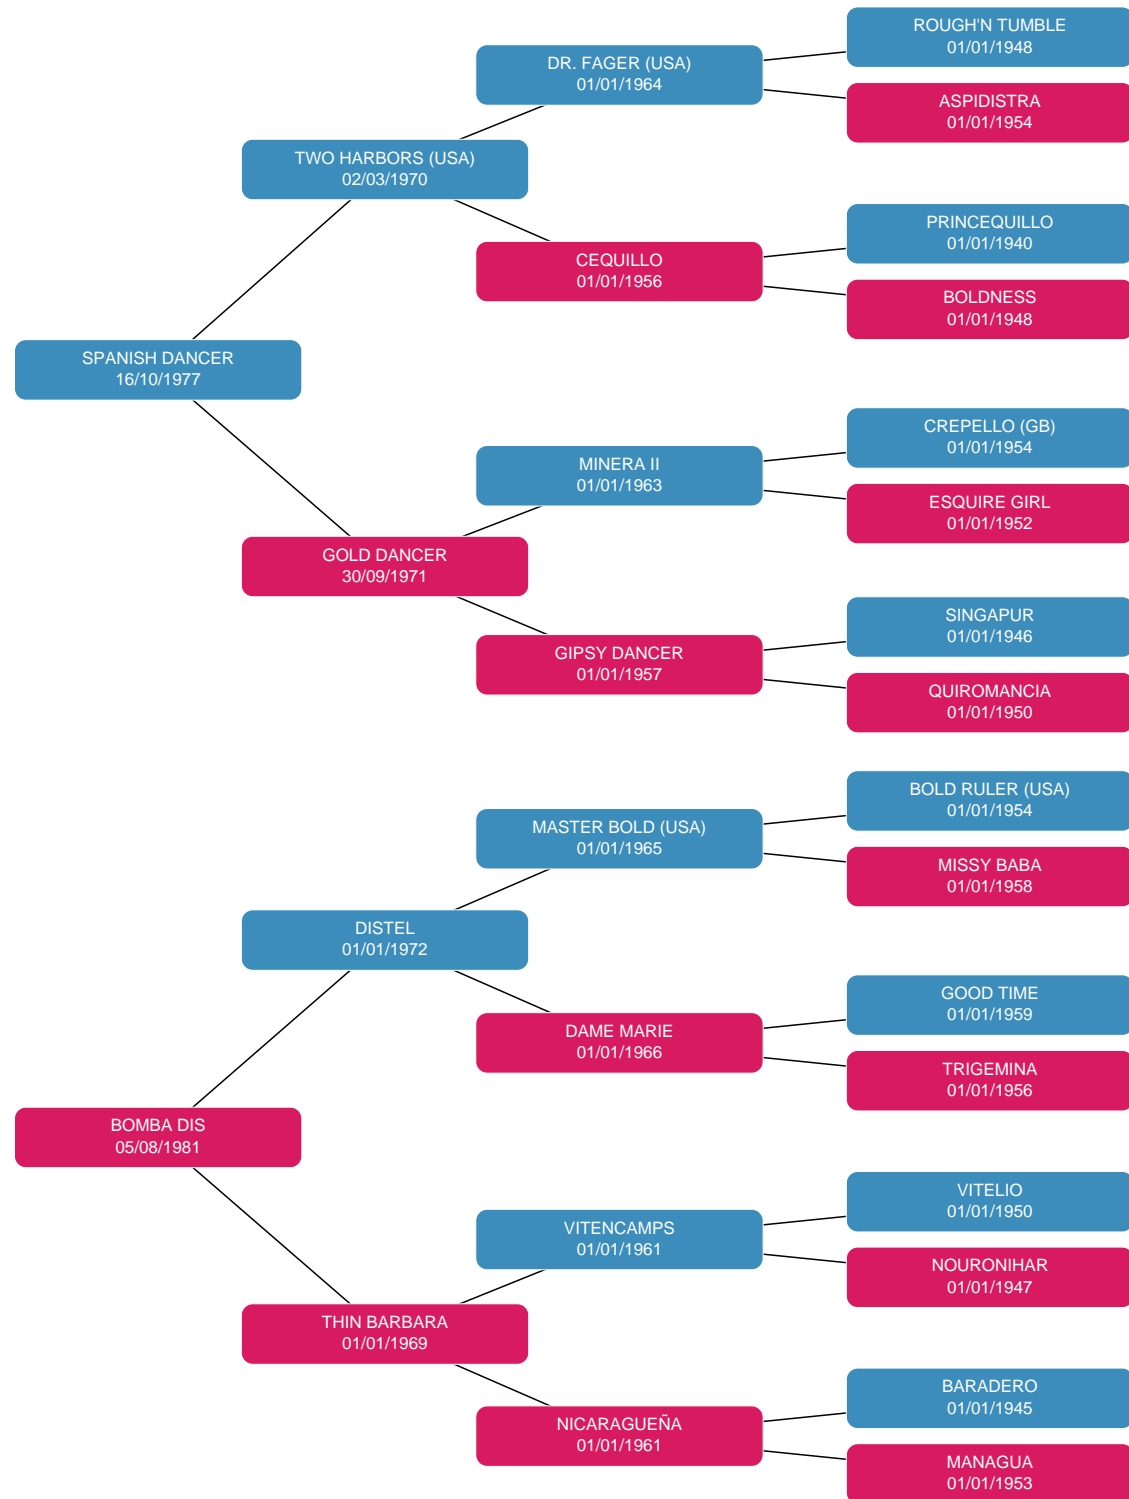 ROUGH'N TUMBLE
01/01/1948
DR. FAGER (USA)
01/01/1964
ASPIDISTRA
01/01/1954
TWO HARBORS (USA)
02/03/1970
PRINCEQUILLO
01/01/1940
CEQUILLO
01/01/1956
BOLDNESS
01/01/1948
SPANISH DANCER
16/10/1977
CREPELLO (GB)
01/01/1954
MINERA II
01/01/1963
ESQUIRE GIRL
01/01/1952
GOLD DANCER
30/09/1971
SINGAPUR
01/01/1946
GIPSY DANCER
01/01/1957
QUIROMANCIA
01/01/1950
BOLD RULER (USA)
01/01/1954
MASTER BOLD (USA)
01/01/1965
MISSY BABA
01/01/1958
DISTEL
01/01/1972
GOOD TIME
01/01/1959
DAME MARIE
01/01/1966
TRIGEMINA
01/01/1956
BOMBA DIS
05/08/1981
VITELIO
01/01/1950
VITENCAMPS
01/01/1961
NOURONIHAR
01/01/1947
THIN BARBARA
01/01/1969
BARADERO
01/01/1945
NICARAGUEÑA
01/01/1961
MANAGUA
01/01/1953